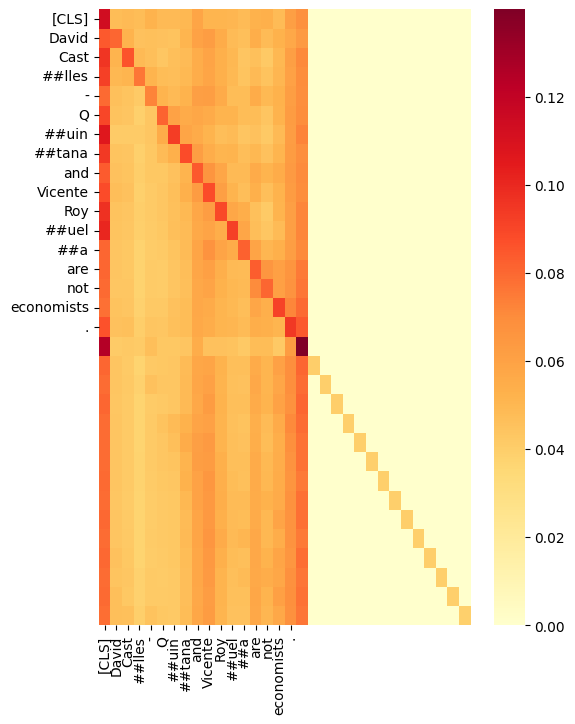 [CLS]
David
Cast
##lles
-
Q
##uin
##tana
and
Vicente
Roy
##uel
##a
are
not
economists
.
0.12
0.10
0.08
0.06
0.04
0.02
0.00
[CLS]
David
Cast
##lles
-
Q
##uin
##tana
and
Vicente
Roy
##uel
##a
are
not
economists
.